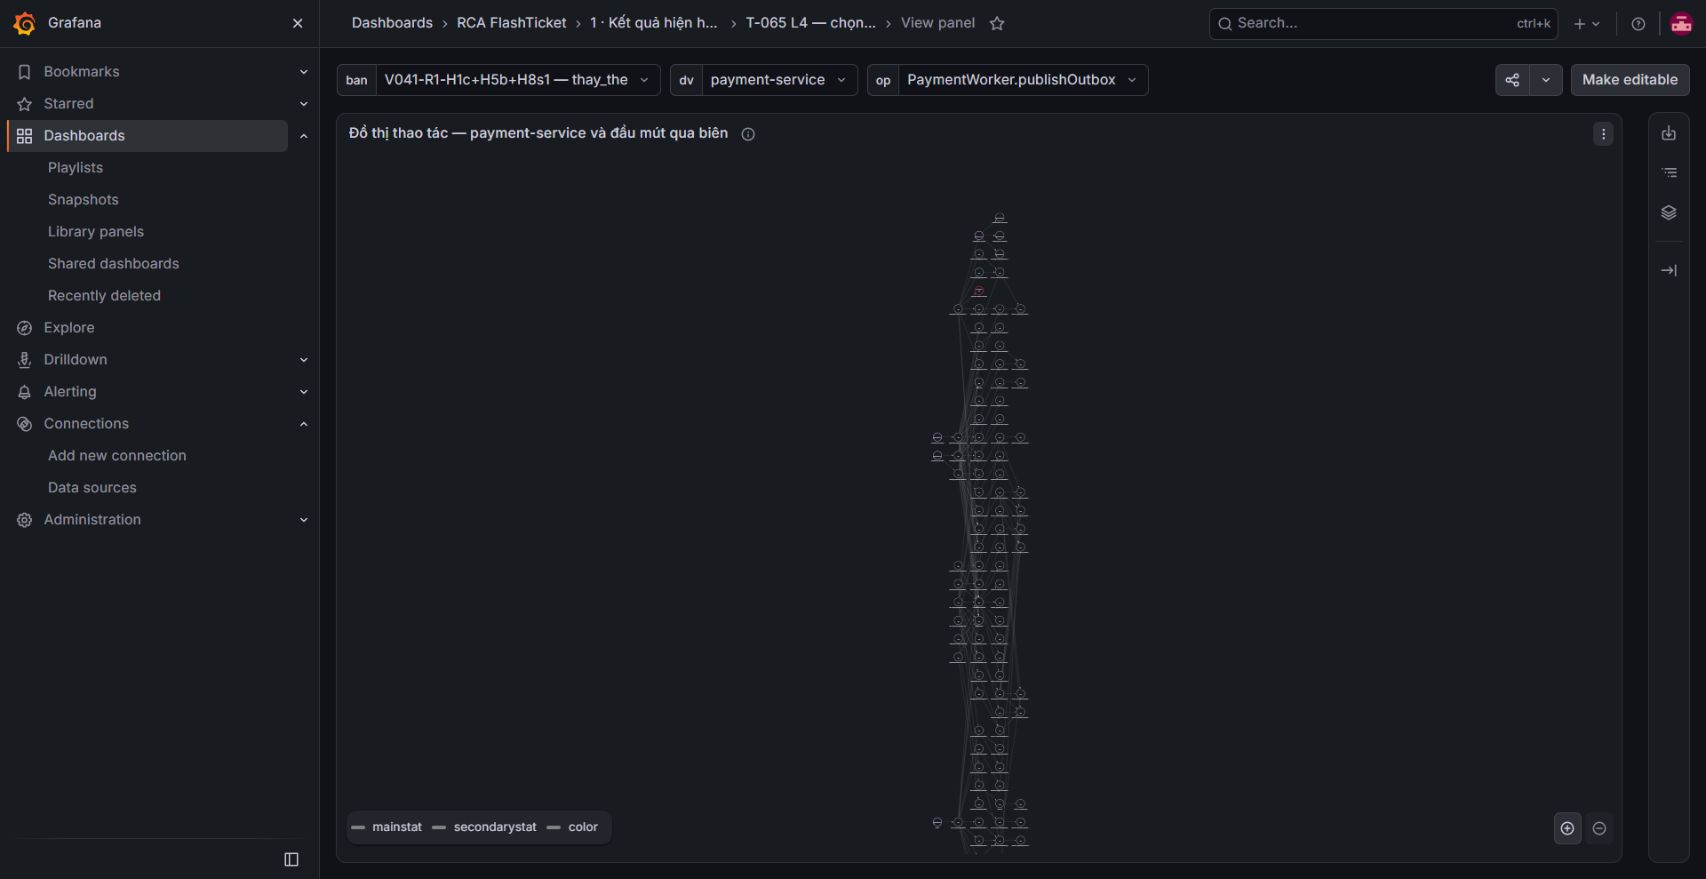 Grafana
Dashboards
RCA FlashTicket
1 · Kết quả hiện h...
T-065 L4 — chọn...
View panel
Search...
ctrl+k
Bookmarks
Starred
Dashboards
Playlists
Snapshots
Library panels
Shared dashboards
Recently deleted
Explore
Drilldown
Alerting
Connections
Add new connection
Data sources
Administration
ban
V041-R1-H1c+H5b+H8s1 — thay_the
dv
payment-service
op
PaymentWorker.publishOutbox
Make editable
Đồ thị thao tác — payment-service và đầu mút qua biên
mainstat
secondarystat
color